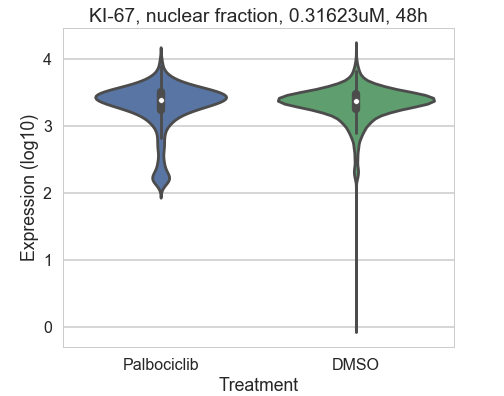 KI-67, nuclear fraction, 0.31623uM, 48h
Expression (log10)
4
3
2
1
0
Palbociclib
DMSO
Treatment